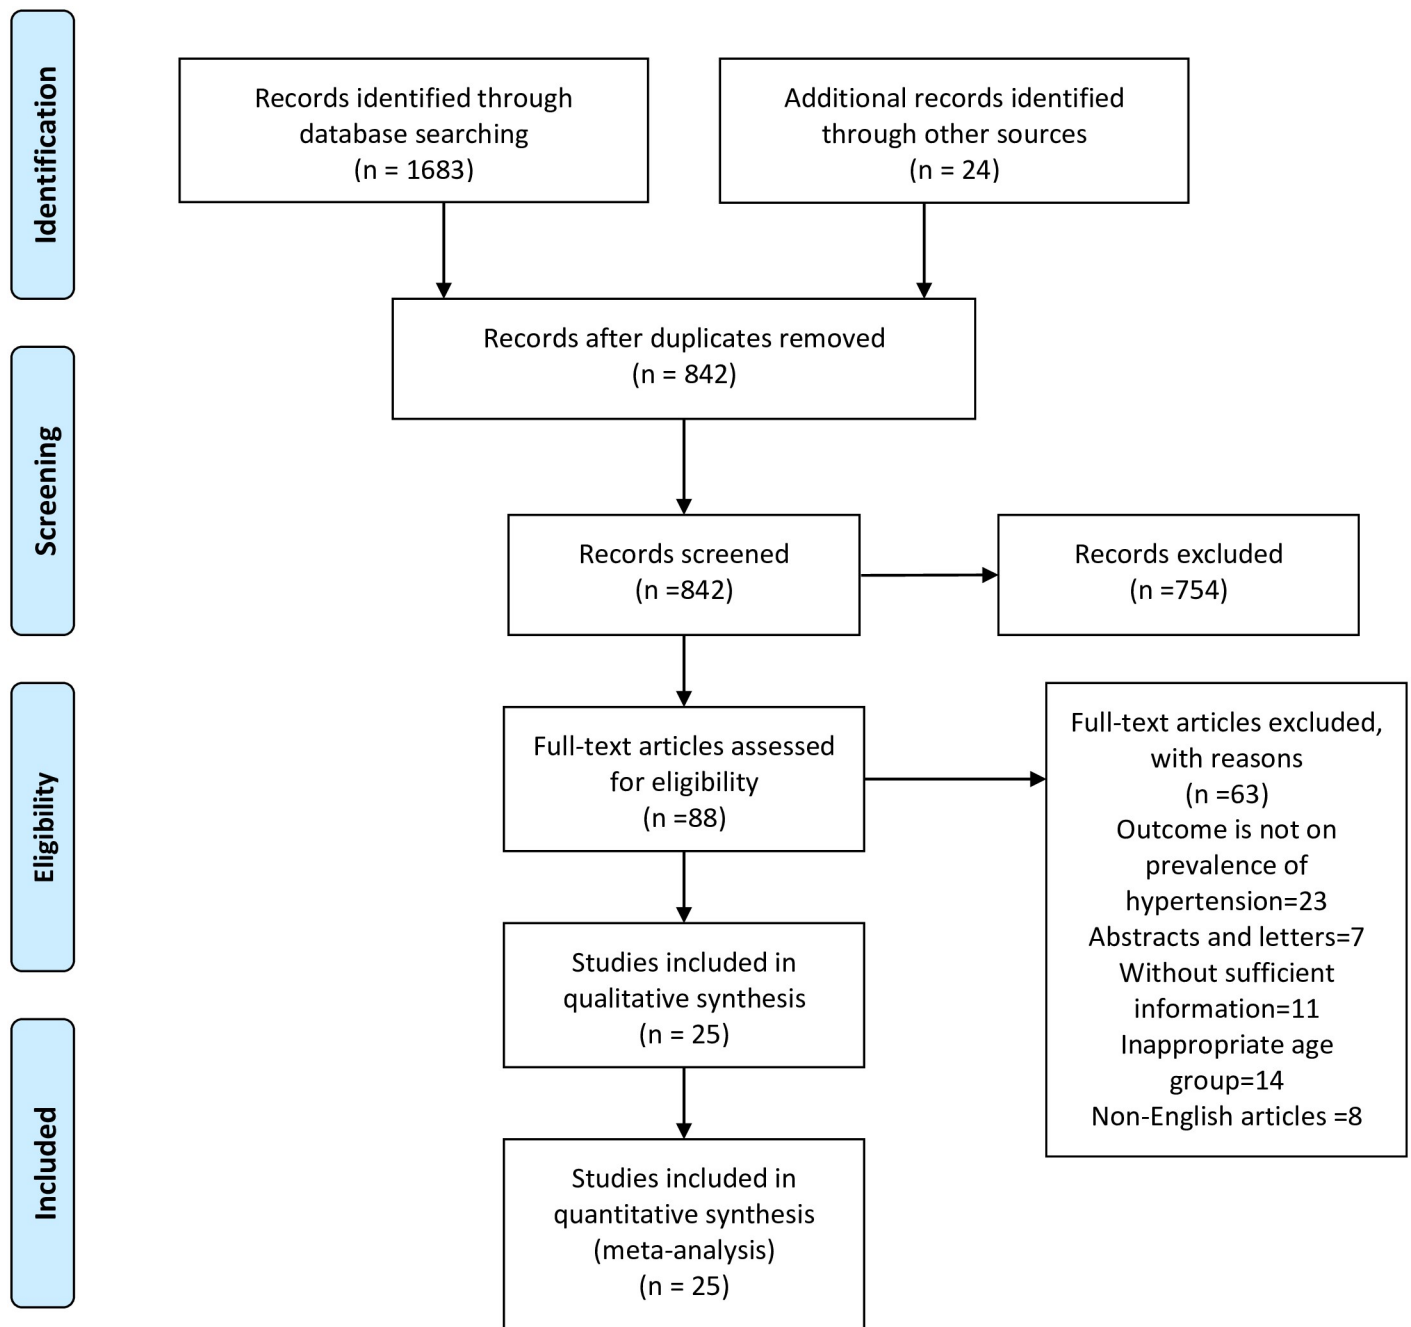 Identification
Records identified through
database searching
(n = 1683)
Additional records identified
through other sources
(n = 24)
Records after duplicates removed
(n = 842)
Screening
Records screened
(n =842)
Records excluded
(n =754)
Eligibility
Full-text articles assessed
for eligibility
(n =88)
Full-text articles excluded,
with reasons
(n =63)
Outcome is not on
prevalence of
hypertension=23
Abstracts and letters=7
Without sufficient
information=11
Inappropriate age
group=14
Non-English articles =8
Studies included in
qualitative synthesis
(n = 25)
Included
Studies included in
quantitative synthesis
(meta-analysis)
(n = 25)